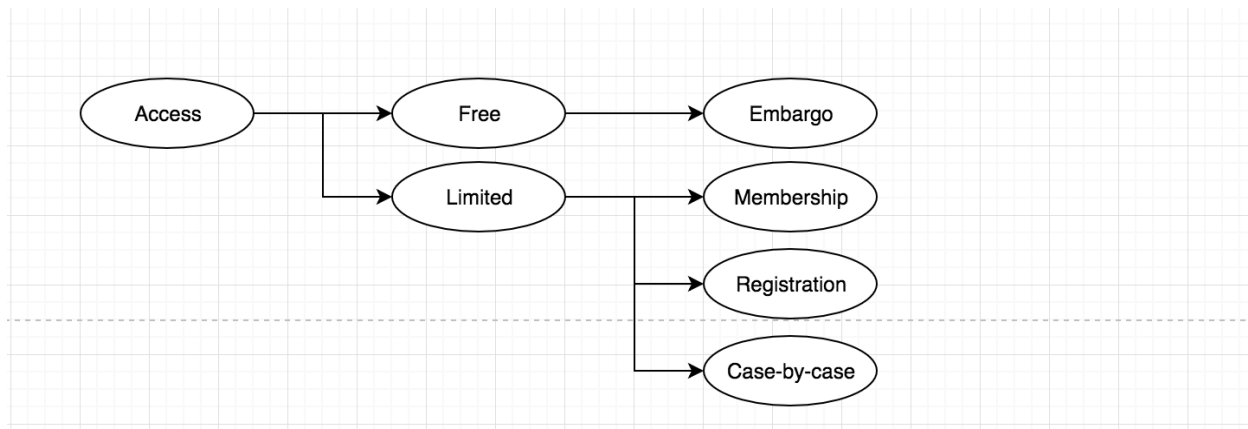 Access
Free
Embargo
Limited
Membership
Registration
Case-by-case